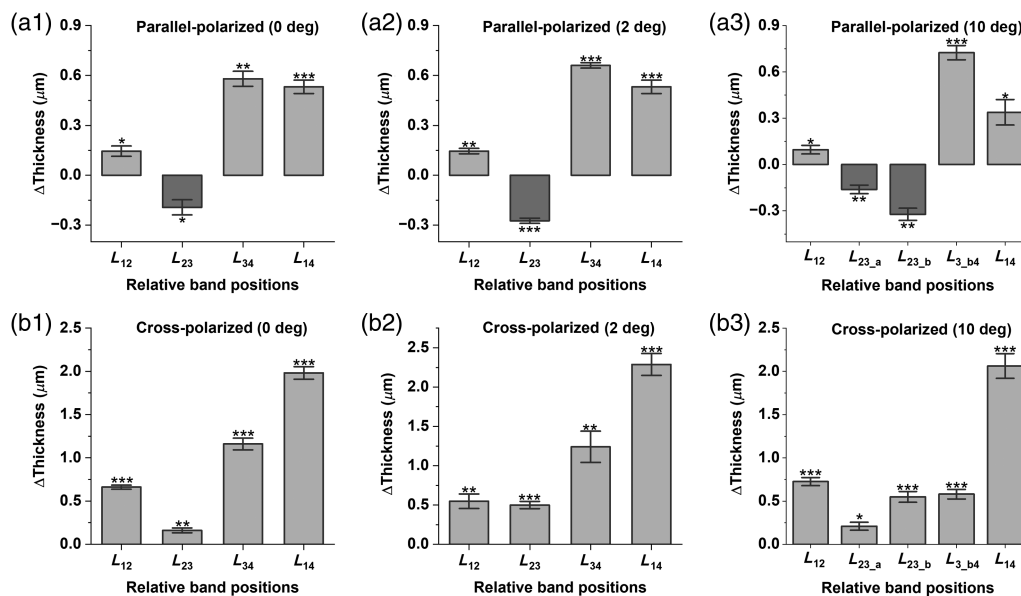 (a1)
Parallel-polarized (0 deg)
0.9
0.6
0.3
0.0
−0.3
ΔThickness (μm)
*
*
**
***
L12
L23
L34
L14
Relative band positions
(a2)
Parallel-polarized (2 deg)
0.9
0.6
0.3
0.0
−0.3
ΔThickness (μm)
**
***
***
***
L12
L23
L34
L14
Relative band positions
(a3)
Parallel-polarized (10 deg)
0.9
0.6
0.3
0.0
−0.3
ΔThickness (μm)
*
**
**
***
*
L12
L23_a
L23_b
L3_b4
L14
Relative band positions
(b1)
Cross-polarized (0 deg)
2.5
2.0
1.5
1.0
0.5
0.0
ΔThickness (μm)
***
**
***
***
L12
L23
L34
L14
Relative band positions
(b2)
Cross-polarized (2 deg)
2.5
2.0
1.5
1.0
0.5
0.0
ΔThickness (μm)
**
***
**
***
L12
L23
L34
L14
Relative band positions
(b3)
Cross-polarized (10 deg)
2.0
1.5
1.0
0.5
0.0
ΔThickness (μm)
***
*
***
***
***
L12
L23_a
L23_b
L3_b4
L14
Relative band positions